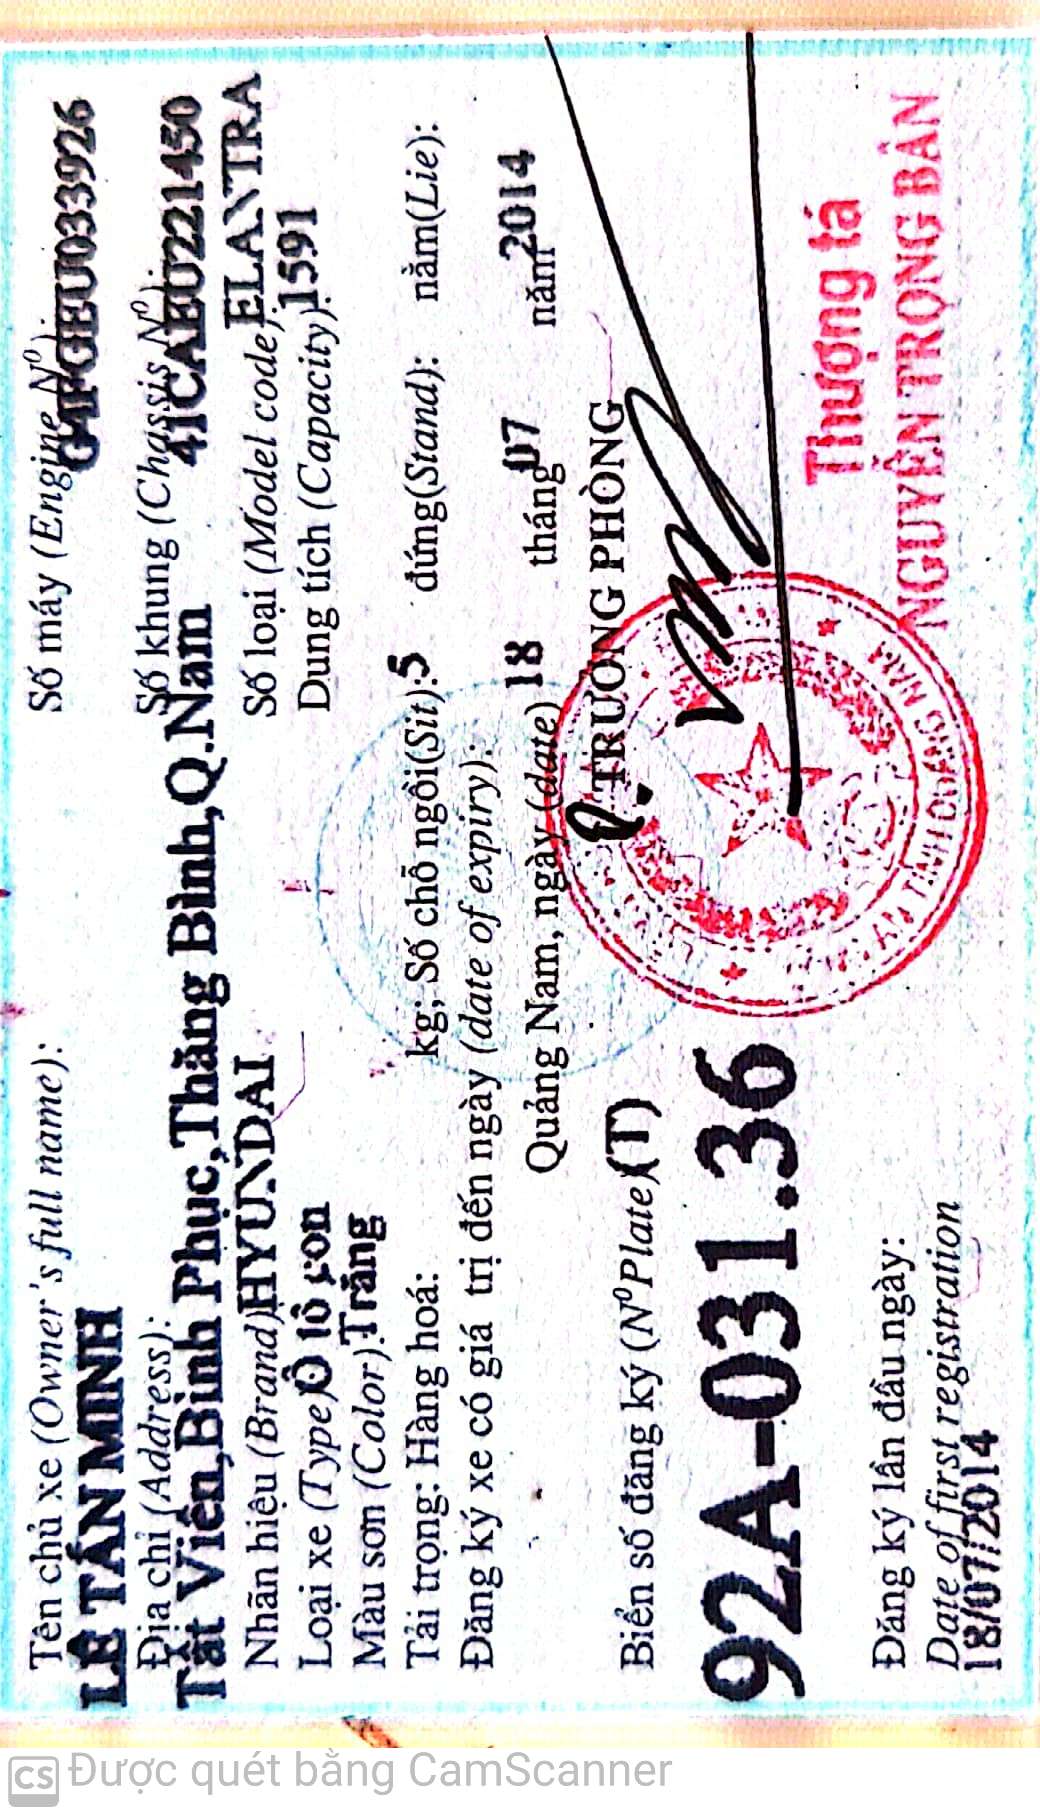 Tên chủ xe (Owner's full name):
LÊ TẤN MINH
Số máy (Engine Nº):
G4FGEU033926
Địa chỉ (Address):
Tất Viên,Bình Phục,Thăng Bình,Q.Nam
Số khung (Chassis Nº):
41CAEU221450
Nhãn hiệu (Brand) HYUNDAI
Số loại (Model code): ELANTRA
Loại xe (Type) Ô tô con
Dung tích (Capacity): 1591
Màu sơn (Color): Trắng
Tải trọng: Hàng hoá: kg; Số chỗ ngồi(Sit): 5 đứng(Stand): nằm(Lie):
Đăng ký xe có giá trị đến ngày (date of expiry):
Quảng Nam, ngày (date) 18 tháng 07 năm 2014
P. TRƯỞNG PHÒNG
Biển số đăng ký (NºPlate) (T)
92A-031.36
TỈNH QUẢNG NAM
Thượng tá
NGUYỄN TRỌNG BÂN
Đăng ký lần đầu ngày:
Date of first registration
18/07/2014
CS Được quét bằng CamScanner